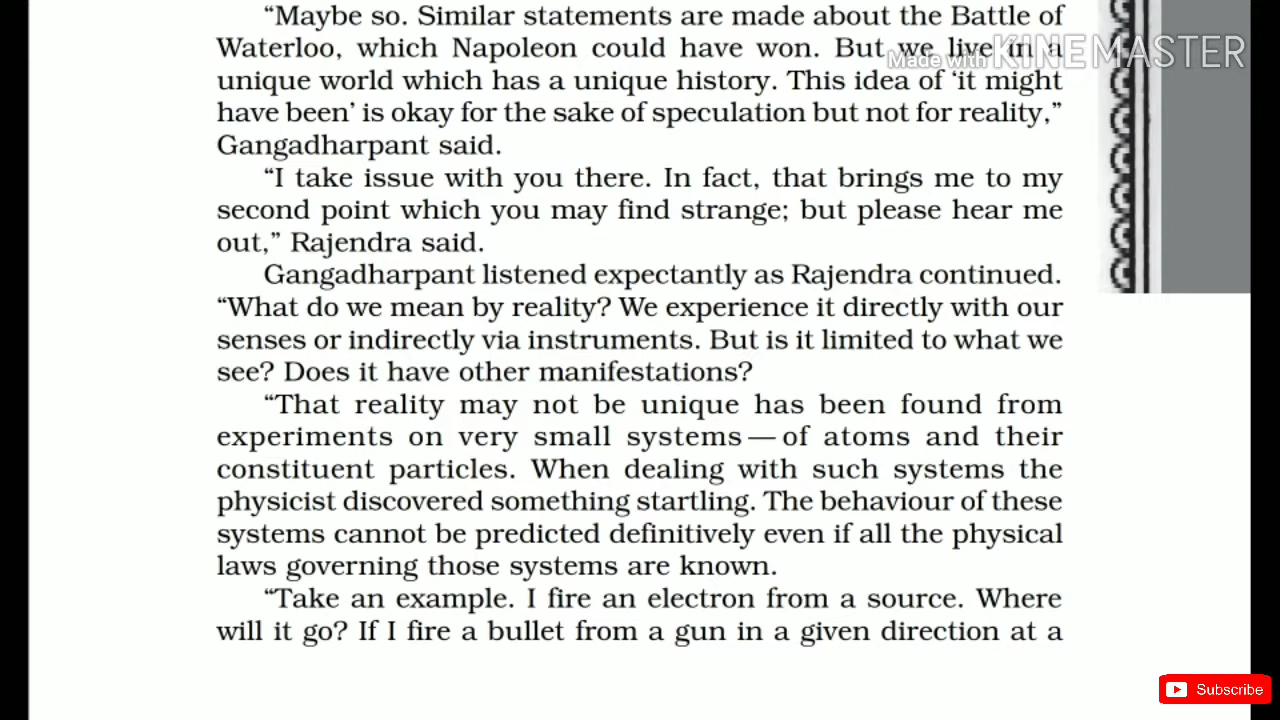 “Maybe so. Similar statements are made about the Battle of
Waterloo, which Napoleon could have won. But we live in a
unique world which has a unique history. This idea of ‘it might
have been’ is okay for the sake of speculation but not for reality,”
Gangadharpant said.
“I take issue with you there. In fact, that brings me to my
second point which you may find strange; but please hear me
out,” Rajendra said.
Gangadharpant listened expectantly as Rajendra continued.
“What do we mean by reality? We experience it directly with our
senses or indirectly via instruments. But is it limited to what we
see? Does it have other manifestations?
“That reality may not be unique has been found from
experiments on very small systems — of atoms and their
constituent particles. When dealing with such systems the
physicist discovered something startling. The behaviour of these
systems cannot be predicted definitively even if all the physical
laws governing those systems are known.
“Take an example. I fire an electron from a source. Where
will it go? If I fire a bullet from a gun in a given direction at a
Made with KINEMASTER
Subscribe